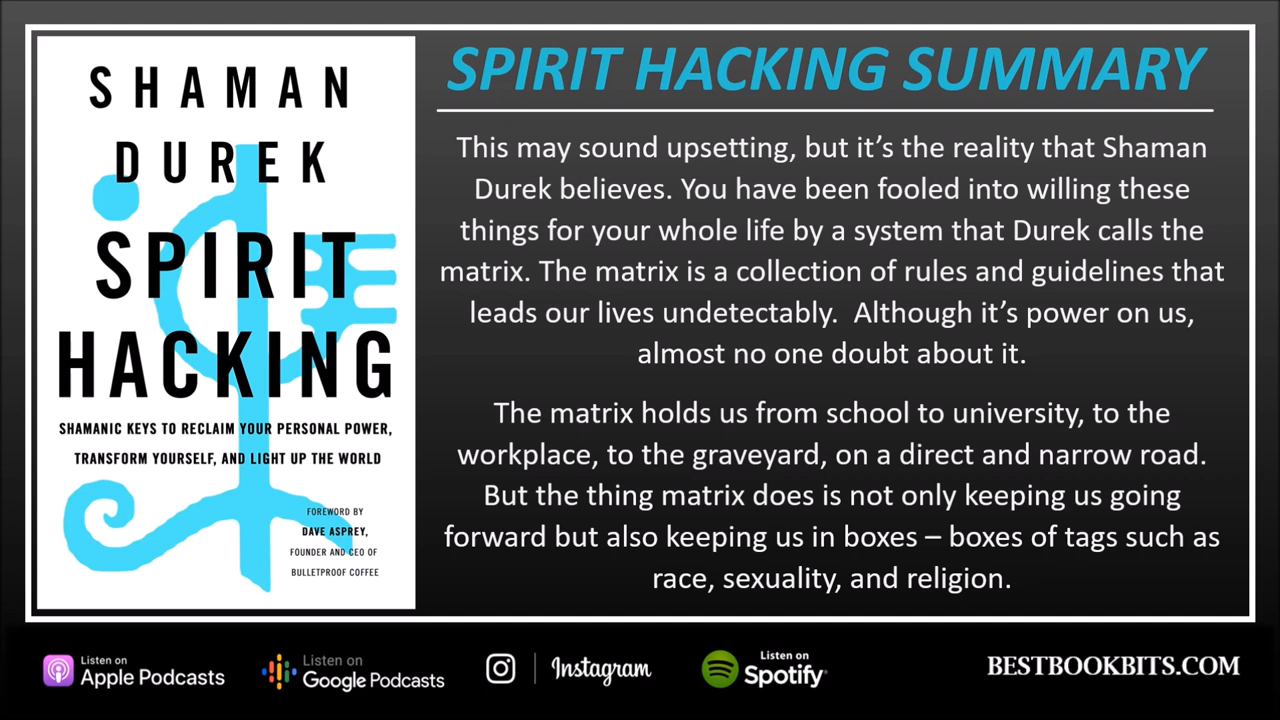 SHAMAN
DUREK
SPIRIT
HACKING
SHAMANIC KEYS TO RECLAIM YOUR PERSONAL POWER,
TRANSFORM YOURSELF, AND LIGHT UP THE WORLD
FOREWORD BY
DAVE ASPREY,
FOUNDER AND CEO OF
BULLETPROOF COFFEE
SPIRIT HACKING SUMMARY
This may sound upsetting, but it’s the reality that Shaman
Durek believes. You have been fooled into willing these
things for your whole life by a system that Durek calls the
matrix. The matrix is a collection of rules and guidelines that
leads our lives undetectably.  Although it’s power on us,
almost no one doubt about it.
The matrix holds us from school to university, to the
workplace, to the graveyard, on a direct and narrow road.
But the thing matrix does is not only keeping us going
forward but also keeping us in boxes – boxes of tags such as
race, sexuality, and religion.
Listen on
Apple Podcasts
Listen on
Google Podcasts
Instagram
Listen on
Spotify
BESTBOOKBITS.COM